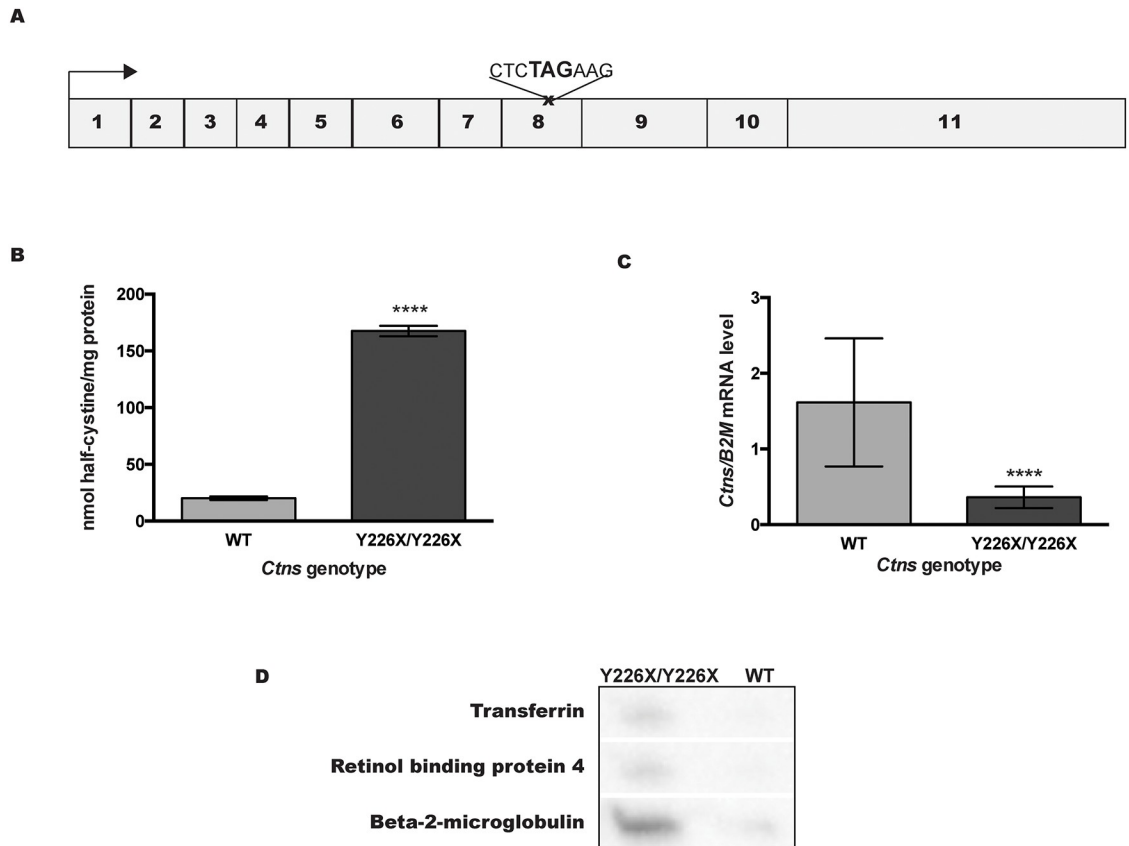 A
CTCTAGAAG
x
1 2 3 4 5 6 7 8 9 10 11
B
nmol half-cystine/mg protein
200
150
100
50
0
****
WT Y226X/Y226X
Ctns genotype
C
Ctns/B2M mRNA level
3
2
1
0
****
WT Y226X/Y226X
Ctns genotype
D
Y226X/Y226X WT
Transferrin
Retinol binding protein 4
Beta-2-microglobulin